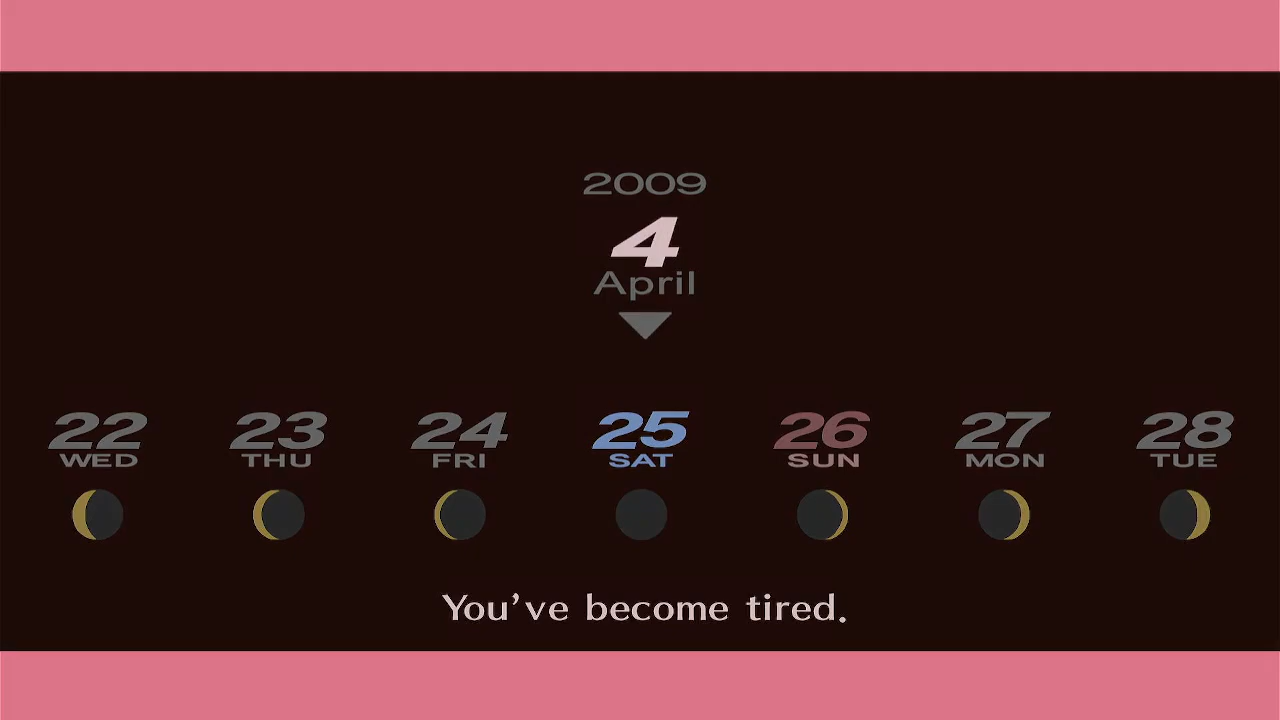 2009
4
April
22 23 24 25 26 27 28
WED THU FRI SAT SUN MON TUE
You've become tired.